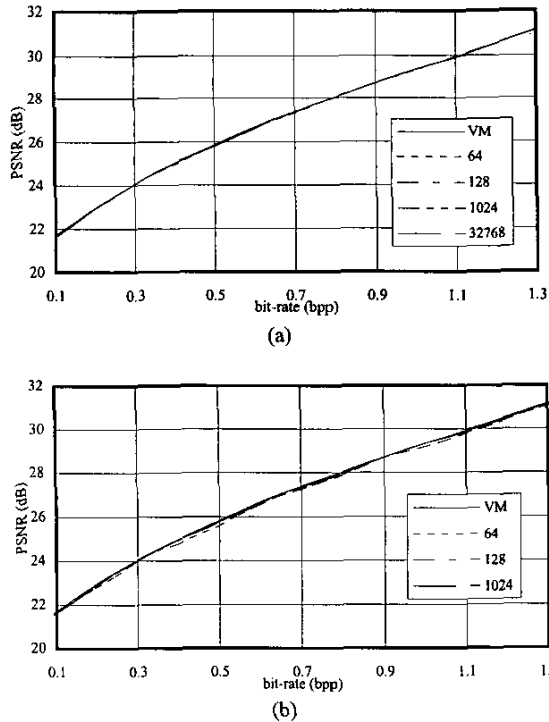 32
30
28
26
24
22
20
PSNR (dB)
VM
64
128
1024
32768
0.1 0.3 0.5 0.7 0.9 1.1 1.3
bit-rate (bpp)
(a)
32
30
28
26
24
22
20
PSNR (dB)
VM
64
128
1024
0.1 0.3 0.5 0.7 0.9 1.1 1.
bit-rate (bpp)
(b)